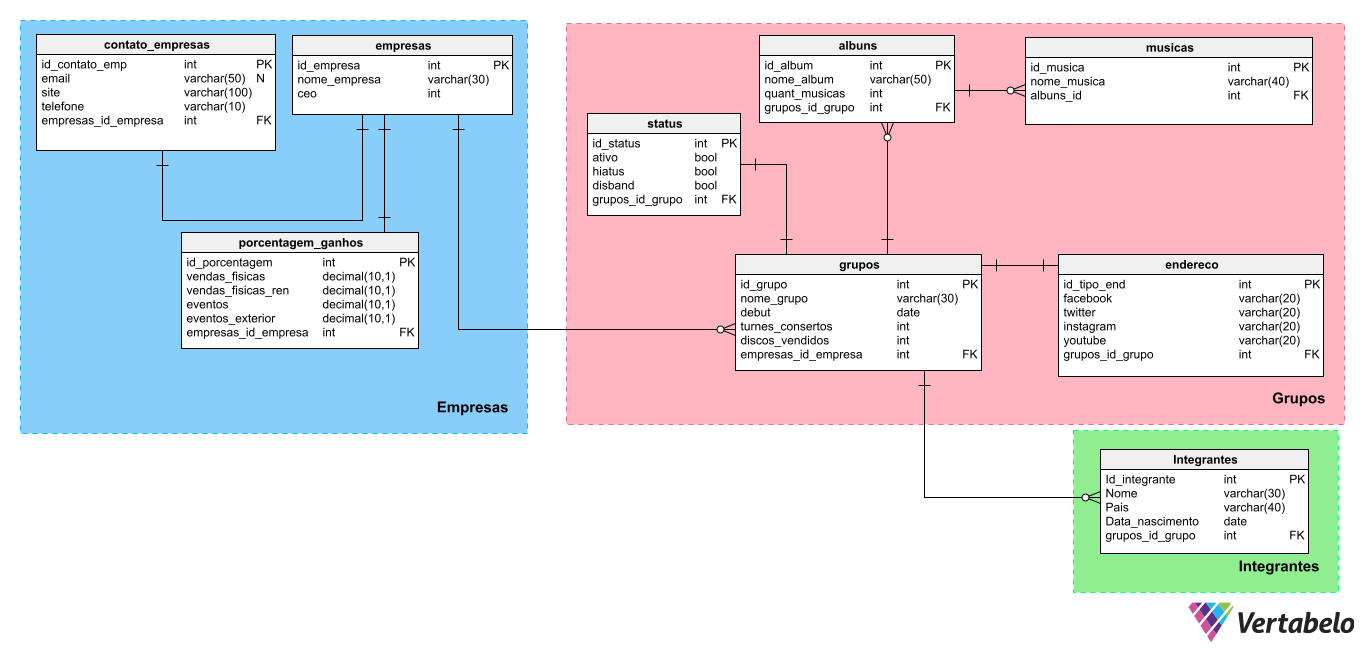 contato_empresas
id_contato_emp int PK
email varchar(50) N
site varchar(100)
telefone varchar(10)
empresas_id_empresa int FK
empresas
id_empresa int PK
nome_empresa varchar(30)
ceo int
porcentagem_ganhos
id_porcentagem int PK
vendas_fisicas decimal(10,1)
vendas_fisicas_ren decimal(10,1)
eventos decimal(10,1)
eventos_exterior decimal(10,1)
empresas_id_empresa int FK
Empresas
albuns
id_album int PK
nome_album varchar(50)
quant_musicas int
grupos_id_grupo int FK
musicas
id_musica int PK
nome_musica varchar(40)
albuns_id int FK
status
id_status int PK
ativo bool
hiatus bool
disband bool
grupos_id_grupo int FK
grupos
id_grupo int PK
nome_grupo varchar(30)
debut date
turnes_consertos int
discos_vendidos int
empresas_id_empresa int FK
endereco
id_tipo_end int PK
facebook varchar(20)
twitter varchar(20)
instagram varchar(20)
youtube varchar(20)
grupos_id_grupo int FK
Grupos
Integrantes
Id_integrante int PK
Nome varchar(30)
Pais varchar(40)
Data_nascimento date
grupos_id_grupo int FK
Integrantes
Vertabelo